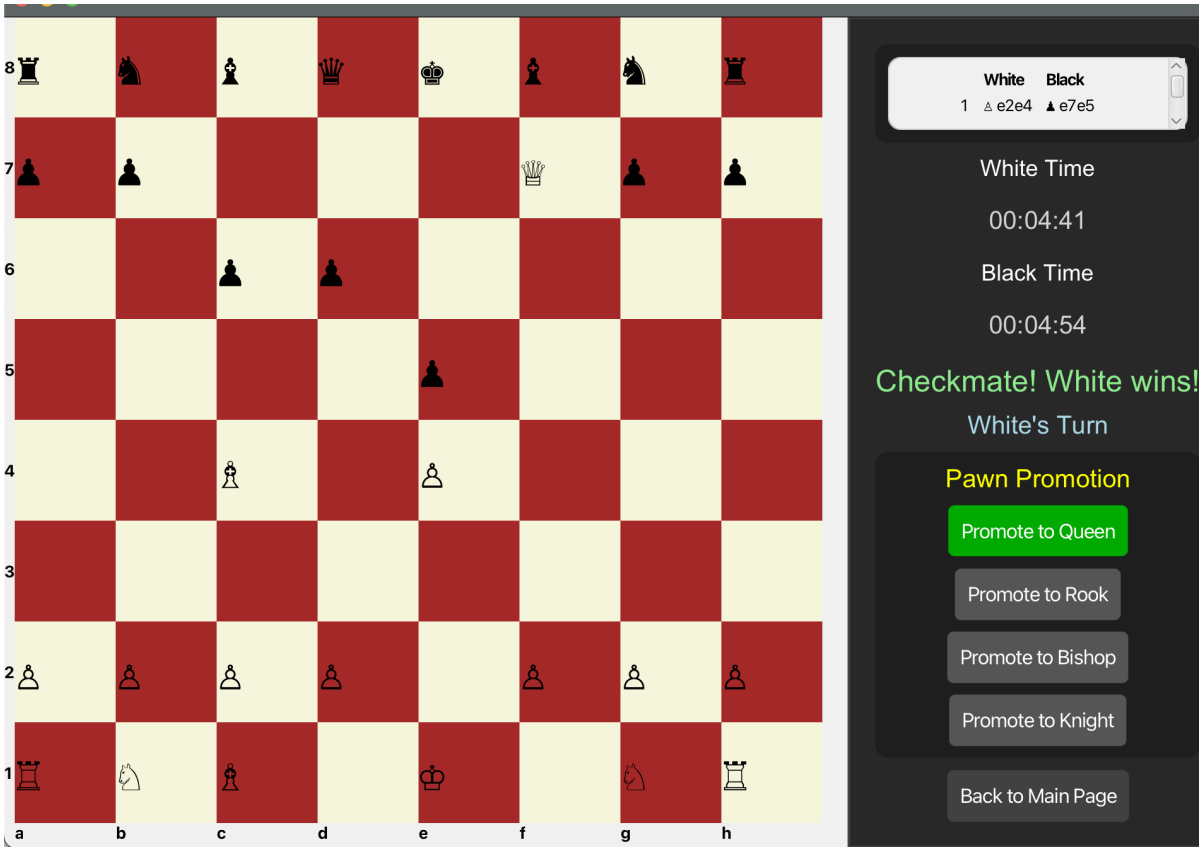 8
7
6
5
4
3
2
1
a b c d e f g h
White Black
1 ♙ e2e4 ♟ e7e5
White Time
00:04:41
Black Time
00:04:54
Checkmate! White wins!
White's Turn
Pawn Promotion
Promote to Queen
Promote to Rook
Promote to Bishop
Promote to Knight
Back to Main Page